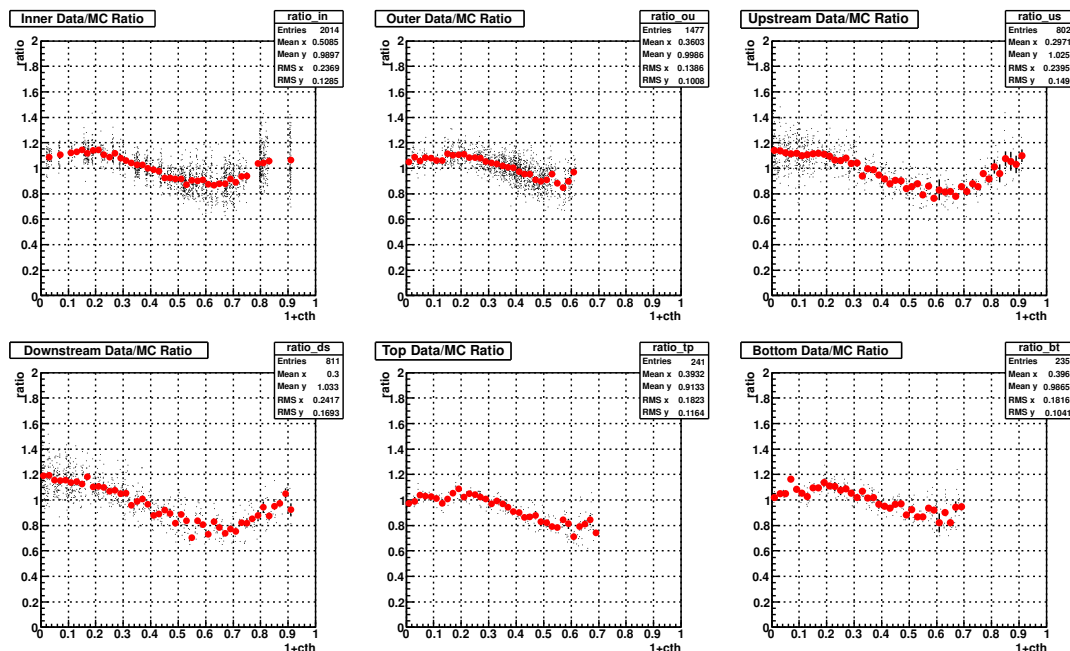 Inner Data/MC Ratio
ratio_in
Entries 2014
Mean x 0.5085
Mean y 0.9897
RMS x 0.2369
RMS y 0.1285
ratio
2
1.8
1.6
1.4
1.2
1
0.8
0.6
0.4
0.2
0
0 0.1 0.2 0.3 0.4 0.5 0.6 0.7 0.8 0.9 1
1+cth
Outer Data/MC Ratio
ratio_ou
Entries 1477
Mean x 0.3603
Mean y 0.9986
RMS x 0.1386
RMS y 0.1008
ratio
2
1.8
1.6
1.4
1.2
1
0.8
0.6
0.4
0.2
0
0 0.1 0.2 0.3 0.4 0.5 0.6 0.7 0.8 0.9 1
1+cth
Upstream Data/MC Ratio
ratio_us
Entries 802
Mean x 0.2971
Mean y 1.025
RMS x 0.2395
RMS y 0.149
ratio
2
1.8
1.6
1.4
1.2
1
0.8
0.6
0.4
0.2
0
0 0.1 0.2 0.3 0.4 0.5 0.6 0.7 0.8 0.9 1
1+cth
Downstream Data/MC Ratio
ratio_ds
Entries 811
Mean x 0.3
Mean y 1.033
RMS x 0.2417
RMS y 0.1693
ratio
2
1.8
1.6
1.4
1.2
1
0.8
0.6
0.4
0.2
0
0 0.1 0.2 0.3 0.4 0.5 0.6 0.7 0.8 0.9 1
1+cth
Top Data/MC Ratio
ratio_tp
Entries 241
Mean x 0.3932
Mean y 0.9133
RMS x 0.1823
RMS y 0.1164
ratio
2
1.8
1.6
1.4
1.2
1
0.8
0.6
0.4
0.2
0
0 0.1 0.2 0.3 0.4 0.5 0.6 0.7 0.8 0.9 1
1+cth
Bottom Data/MC Ratio
ratio_bt
Entries 235
Mean x 0.396
Mean y 0.9865
RMS x 0.1816
RMS y 0.1041
ratio
2
1.8
1.6
1.4
1.2
1
0.8
0.6
0.4
0.2
0
0 0.1 0.2 0.3 0.4 0.5 0.6 0.7 0.8 0.9 1
1+cth